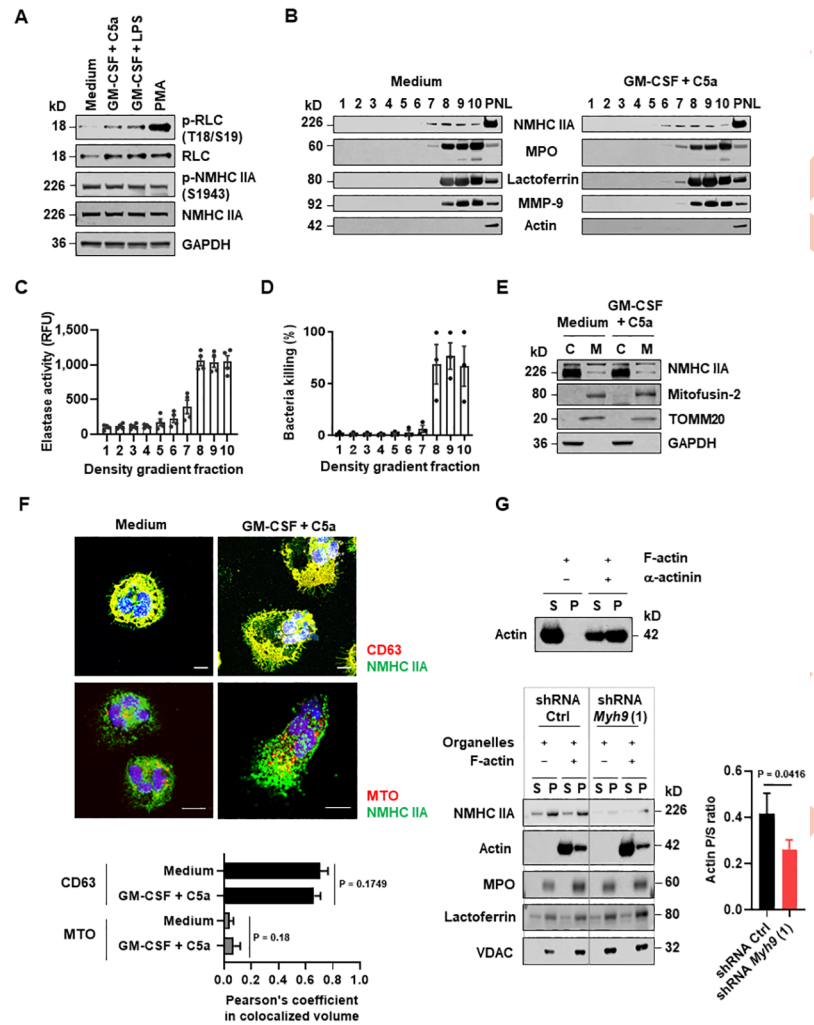 A
Medium
GM-CSF + C5a
GM-CSF + LPS
PMA
kD
18
p-RLC
(T18/S19)
18
RLC
226
p-NMHC IIA
(S1943)
226
NMHC IIA
36
GAPDH
B
Medium
GM-CSF + C5a
kD
1 2 3 4 5 6 7 8 9 10 PNL
1 2 3 4 5 6 7 8 9 10 PNL
226
NMHC IIA
60
MPO
80
Lactoferrin
92
MMP-9
42
Actin
C
Elastase activity (RFU)
1,500
1,000
500
0
1 2 3 4 5 6 7 8 9 10
Density gradient fraction
D
Bacteria killing (%)
100
50
0
1 2 3 4 5 6 7 8 9 10
Density gradient fraction
E
GM-CSF
Medium + C5a
kD
C M C M
226
NMHC IIA
80
Mitofusin-2
20
TOMM20
36
GAPDH
F
Medium
GM-CSF + C5a
CD63
NMHC IIA
MTO
NMHC IIA
CD63
Medium
GM-CSF + C5a
P = 0.1749
MTO
Medium
GM-CSF + C5a
P = 0.18
0.0 0.2 0.4 0.6 0.8 1.0
Pearson's coefficient
in colocalized volume
G
+ + F-actin
− + α-actinin
S P S P
kD
Actin
42
shRNA
Ctrl
shRNA
Myh9 (1)
Organelles + + + +
F-actin − + − +
S P S P S P S P
kD
NMHC IIA
226
Actin
42
MPO
60
Lactoferrin
80
VDAC
32
Actin P/S ratio
0.6
0.4
0.2
0.0
P = 0.0416
shRNA Ctrl
shRNA Myh9 (1)